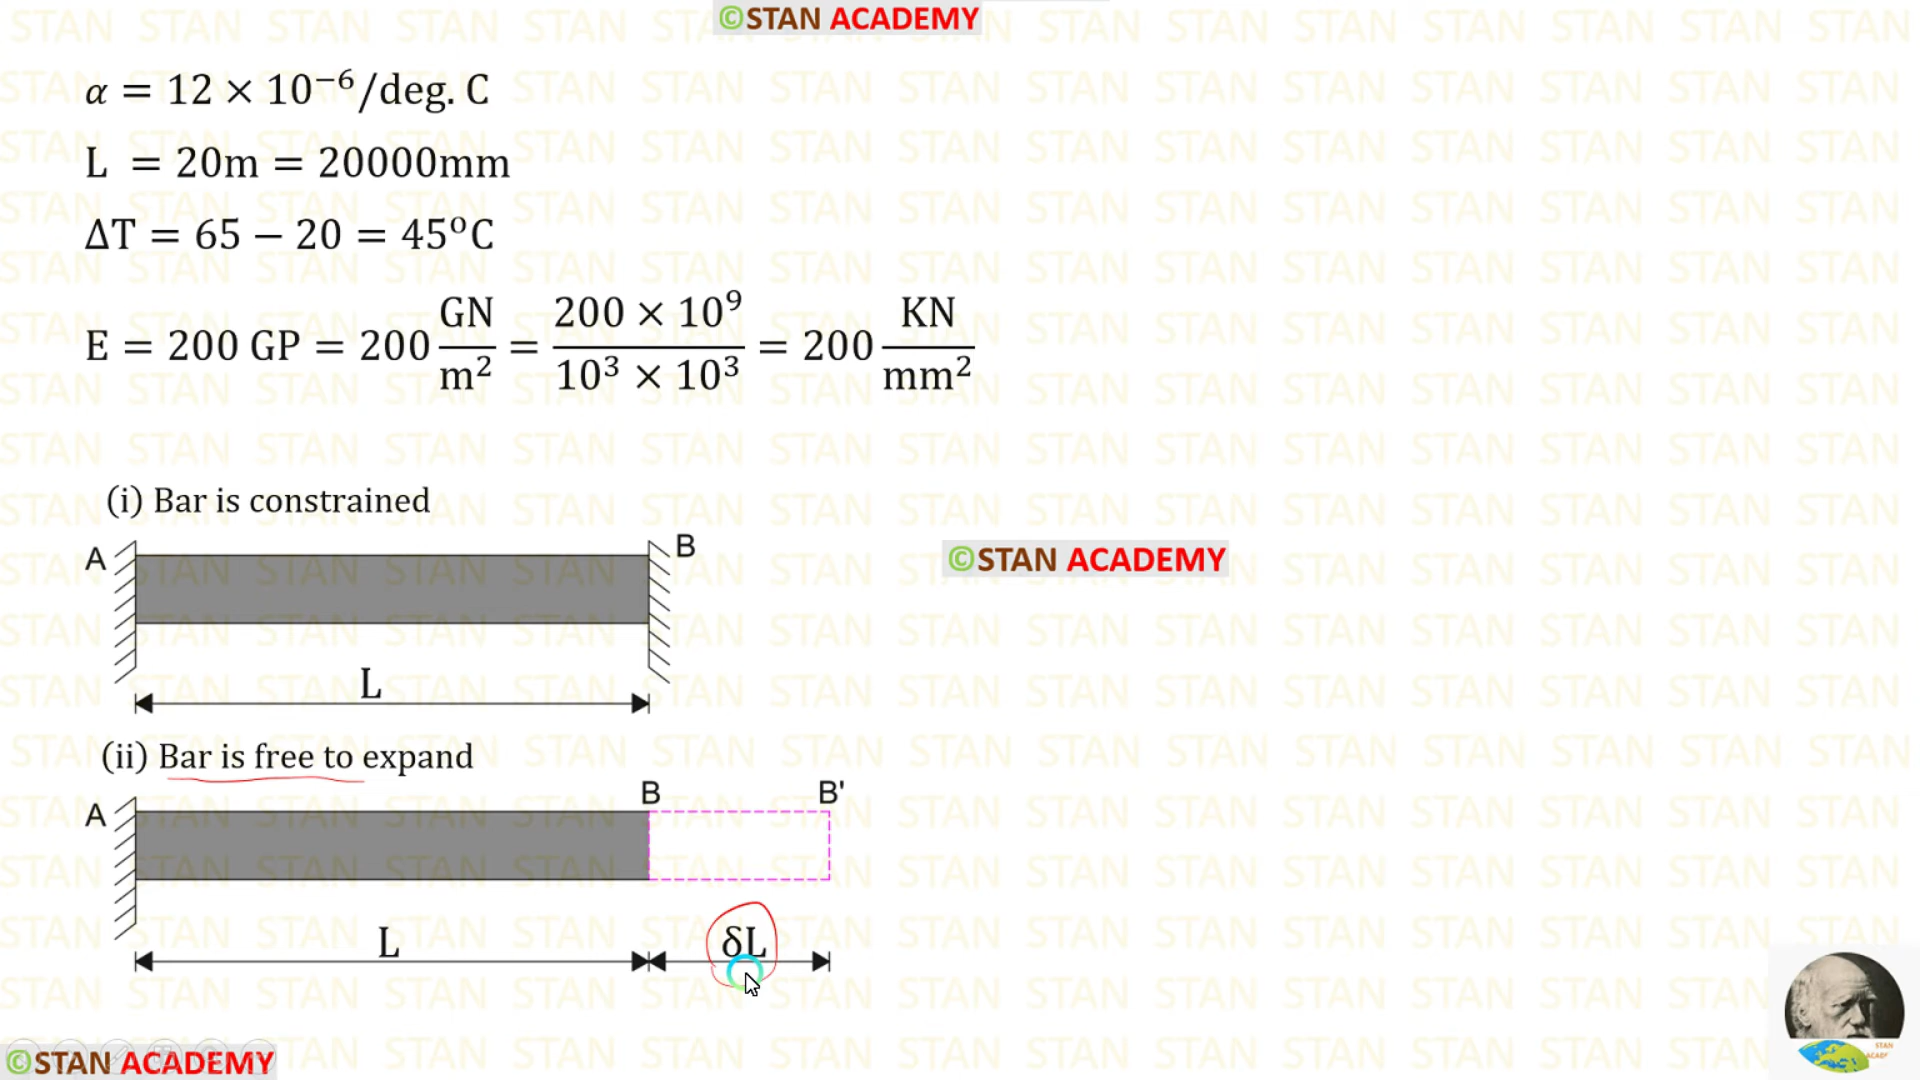 ©STAN ACADEMY
α = 12 × 10⁻⁶/deg. C
L = 20m = 20000mm
ΔT = 65 − 20 = 45°C
E = 200 GP = 200 GN/m² = 200 × 10⁹/10³ × 10³ = 200 KN/mm²
(i) Bar is constrained
A B
©STAN ACADEMY
L
(ii) Bar is free to expand
A B B'
L δL
STAN
ACADE
©STAN ACADEMY